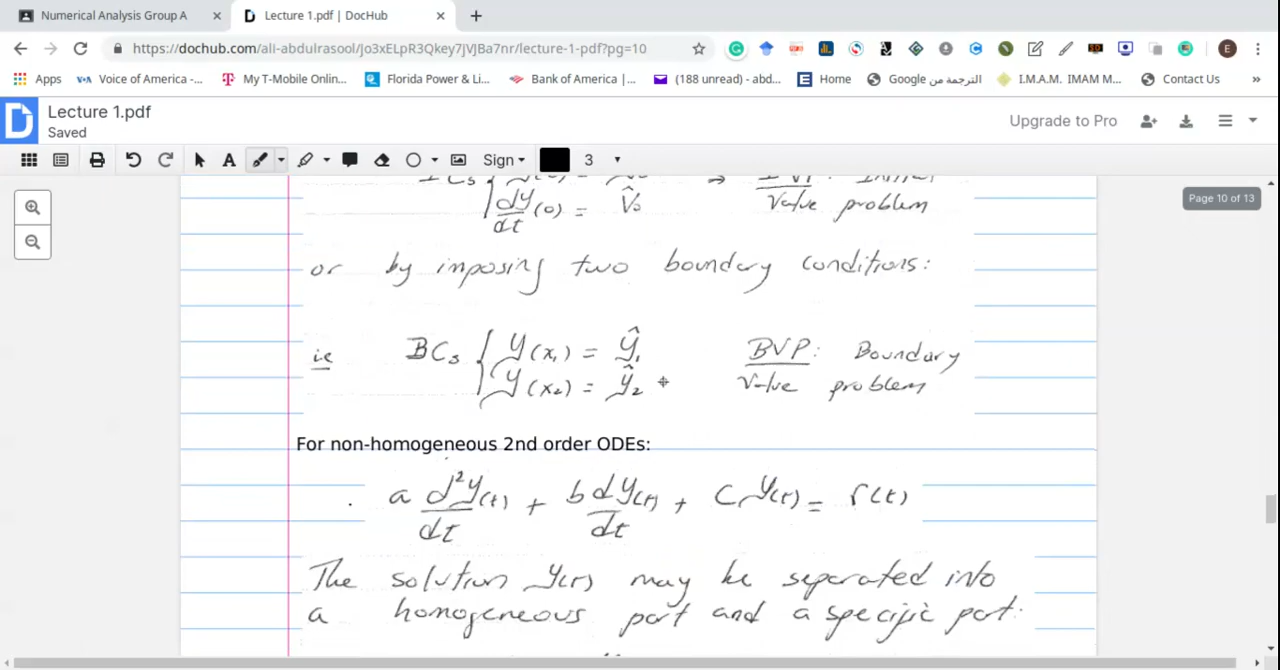 Numerical Analysis Group A
Lecture 1.pdf | DocHub
https://dochub.com/ali-abdulrasool/Jo3xELpR3Qkey7jVJBa7nr/lecture-1-pdf?pg=10
E
Apps
Voice of America -...
My T-Mobile Onlin...
Florida Power & Li...
Bank of America |...
(188 unread) - abd...
Home
Google الترجمة من
I.M.A.M. IMAM M...
Contact Us
»
Lecture 1.pdf
Saved
Upgrade to Pro
A
Sign
3
Page 10 of 13
dy/dt (0) = V̂₀ Value problem
or by imposing two boundary conditions:
ie BCs { y(x₁) = ŷ₁ BVP: Boundary
y(x₂) = ŷ₂ Value problem
For non-homogeneous 2nd order ODEs:
a d²y(t)/dt + b dy(t)/dt + c y(t) = r(t)
The solution y(t) may be separated into
a homogeneous part and a specific part: